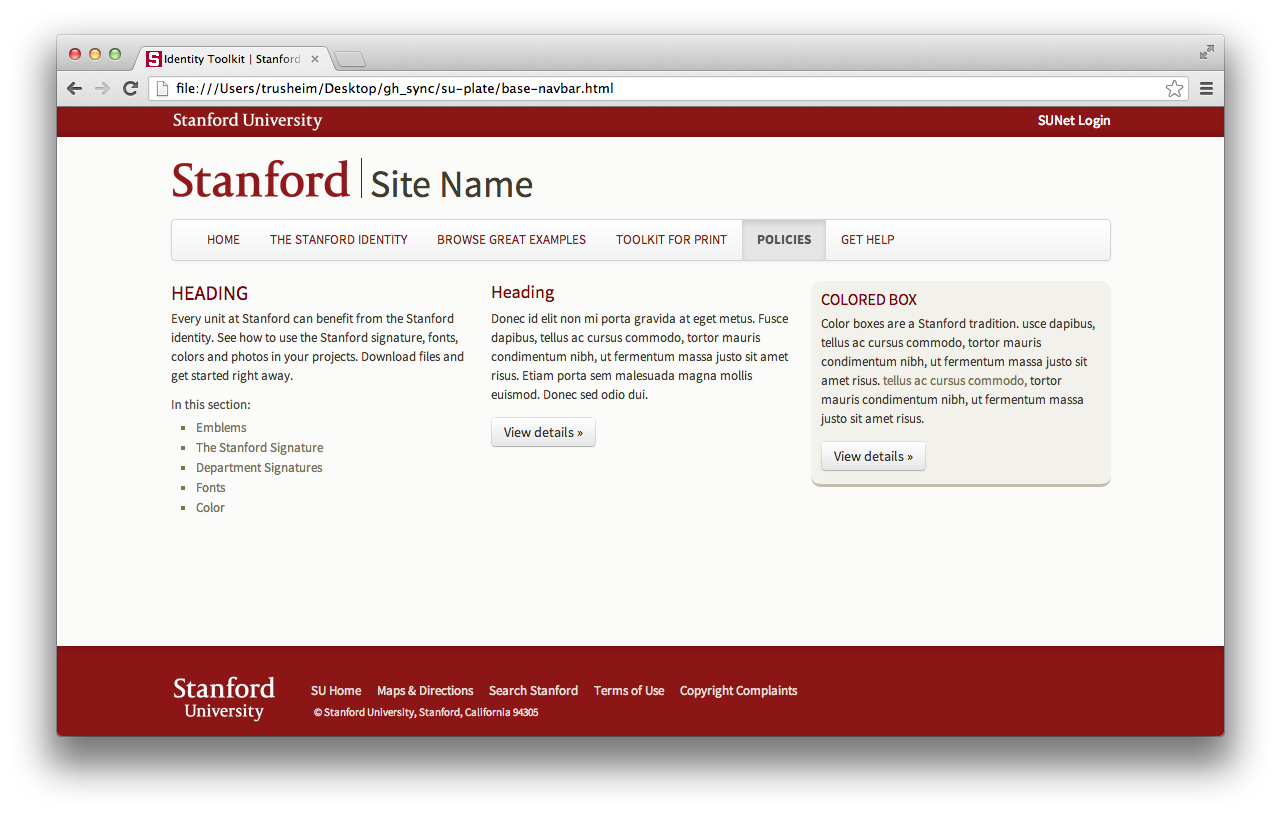 Identity Toolkit | Stanford
file:///Users/trusheim/Desktop/gh_sync/su-plate/base-navbar.html
Stanford University
SUNet Login
Stanford | Site Name
HOME THE STANFORD IDENTITY BROWSE GREAT EXAMPLES TOOLKIT FOR PRINT POLICIES GET HELP
HEADING
Every unit at Stanford can benefit from the Stanford
identity. See how to use the Stanford signature, fonts,
colors and photos in your projects. Download files and
get started right away.
In this section:
Emblems
The Stanford Signature
Department Signatures
Fonts
Color
Heading
Donec id elit non mi porta gravida at eget metus. Fusce
dapibus, tellus ac cursus commodo, tortor mauris
condimentum nibh, ut fermentum massa justo sit amet
risus. Etiam porta sem malesuada magna mollis
euismod. Donec sed odio dui.
View details »
COLORED BOX
Color boxes are a Stanford tradition. usce dapibus,
tellus ac cursus commodo, tortor mauris
condimentum nibh, ut fermentum massa justo sit
amet risus. tellus ac cursus commodo, tortor
mauris condimentum nibh, ut fermentum massa
justo sit amet risus.
View details »
Stanford
University
SU Home Maps & Directions Search Stanford Terms of Use Copyright Complaints
© Stanford University, Stanford, California 94305